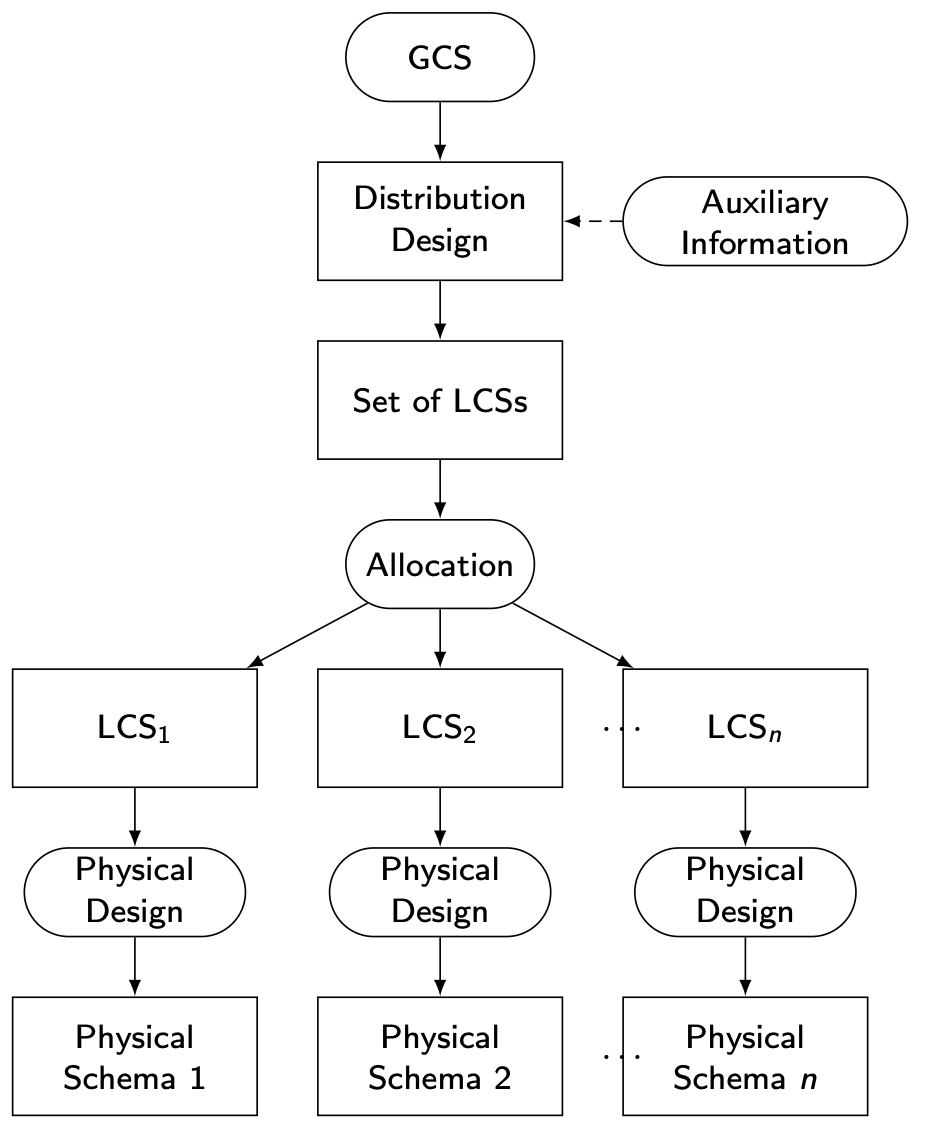 GCS
Distribution
Design
Auxiliary
Information
Set of LCSs
Allocation
LCS₁
LCS₂
...
LCSₙ
Physical
Design
Physical
Design
Physical
Design
Physical
Schema 1
Physical
Schema 2
...
Physical
Schema n